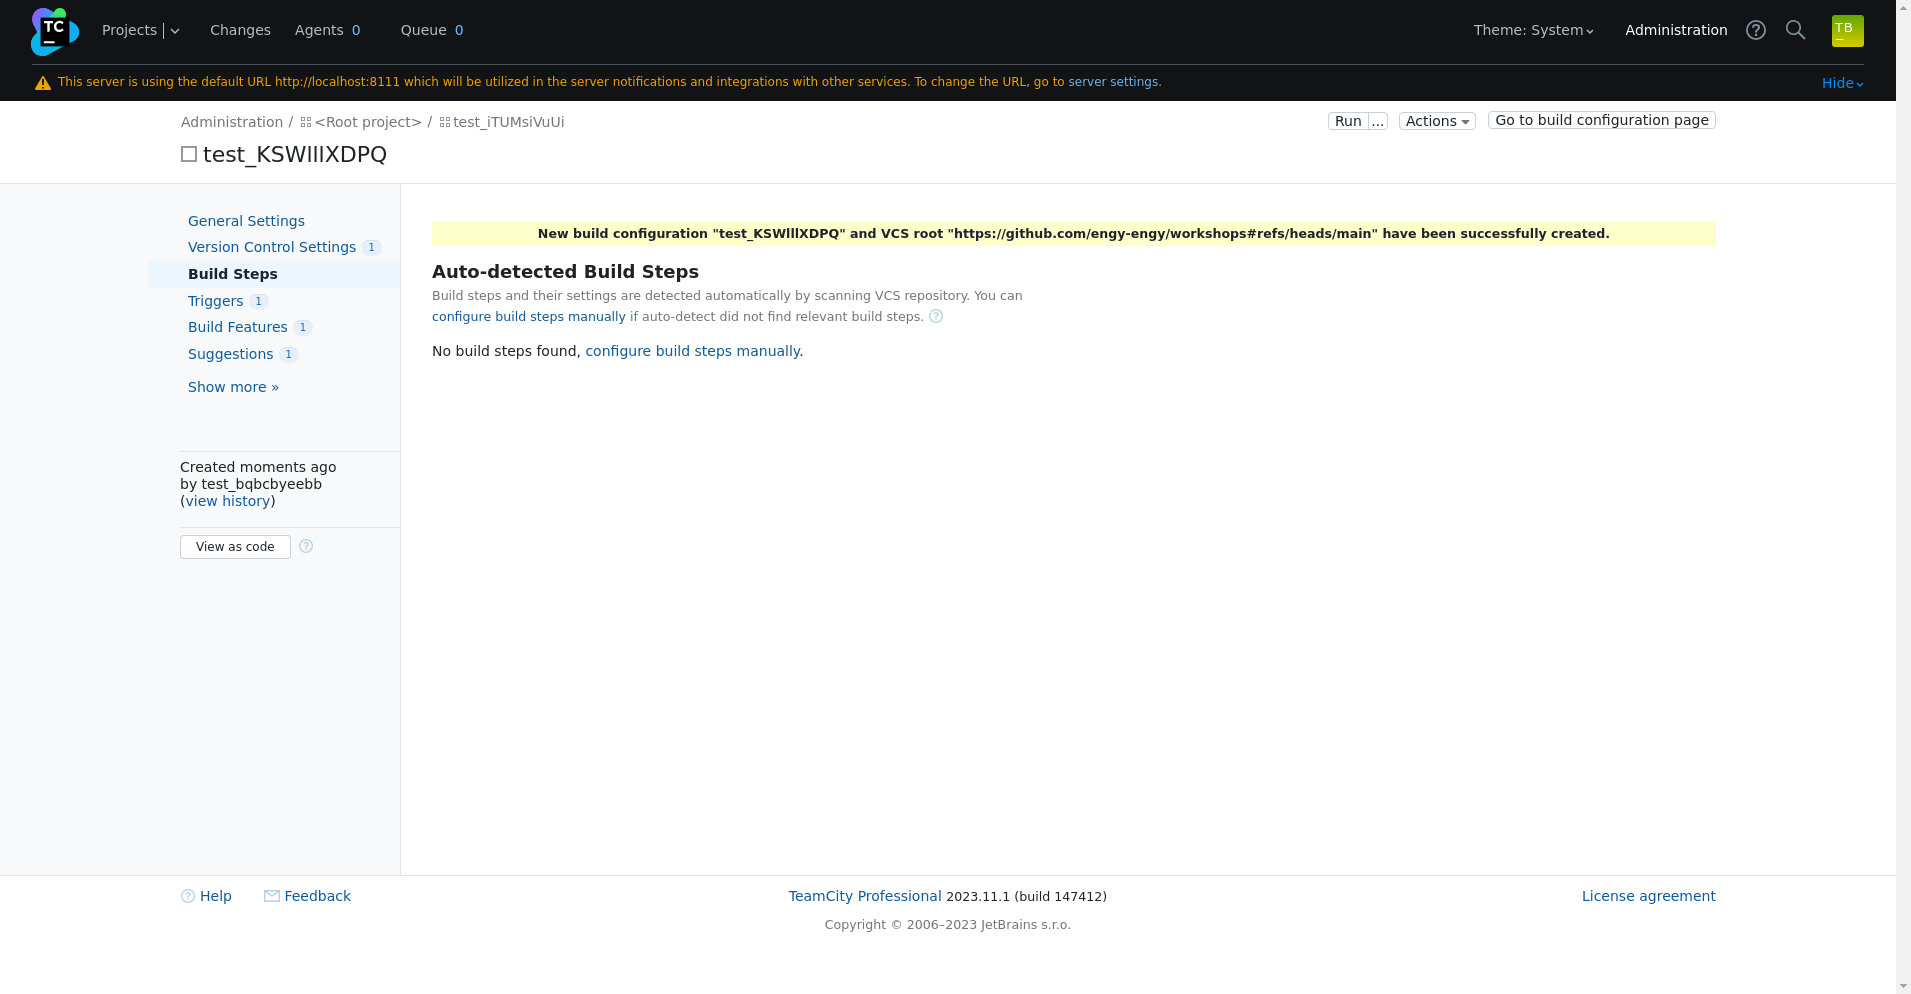 TC
Projects
Changes
Agents 0
Queue 0
Theme: System
Administration
TB
This server is using the default URL http://localhost:8111 which will be utilized in the server notifications and integrations with other services. To change the URL, go to server settings.
Hide
Administration / <Root project> / test_iTUMsiVuUi
Run ...
Actions
Go to build configuration page
test_KSWlllXDPQ
General Settings
Version Control Settings 1
Build Steps
Triggers 1
Build Features 1
Suggestions 1
Show more »
Created moments ago
by test_bqbcbyeebb
(view history)
View as code
New build configuration "test_KSWlllXDPQ" and VCS root "https://github.com/engy-engy/workshops#refs/heads/main" have been successfully created.
Auto-detected Build Steps
Build steps and their settings are detected automatically by scanning VCS repository. You can
configure build steps manually if auto-detect did not find relevant build steps.
No build steps found, configure build steps manually.
Help
Feedback
TeamCity Professional 2023.11.1 (build 147412)
License agreement
Copyright © 2006–2023 JetBrains s.r.o.